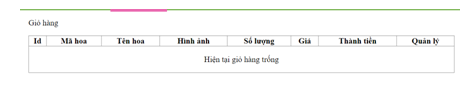 Giỏ hàng
Id Mã hoa Tên hoa Hình ảnh Số lượng Giá Thành tiền Quản lý
Hiện tại giỏ hàng trống